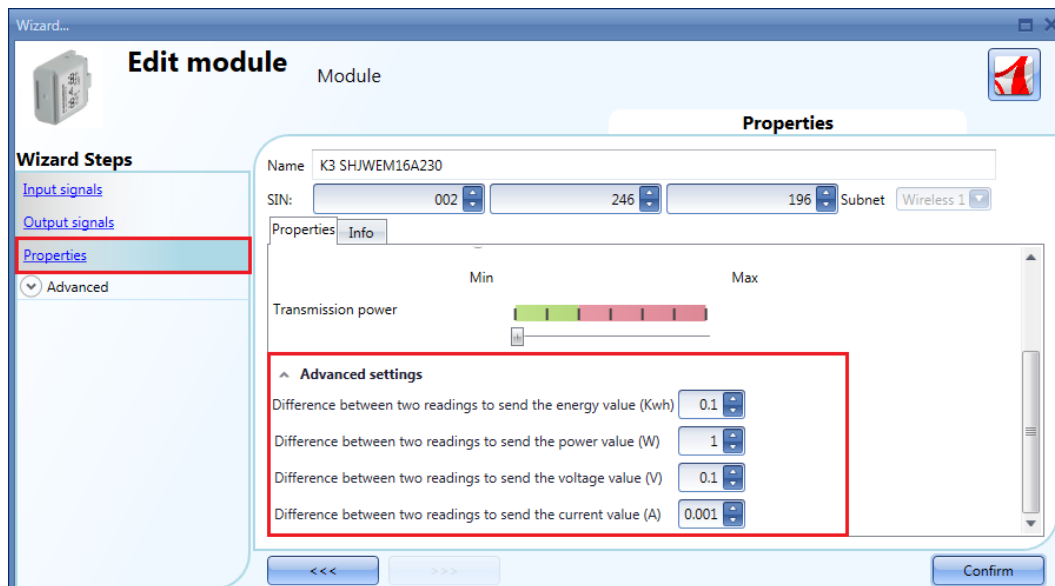 Wizard...
Edit module
Module
Properties
Wizard Steps
Input signals
Output signals
Properties
Advanced
Name K3 SHJWEM16A230
SIN: 002 246 196 Subnet Wireless 1
Properties Info
Min Max
Transmission power
Advanced settings
Difference between two readings to send the energy value (Kwh) 0.1
Difference between two readings to send the power value (W) 1
Difference between two readings to send the voltage value (V) 0.1
Difference between two readings to send the current value (A) 0.001
<<< >>> Confirm